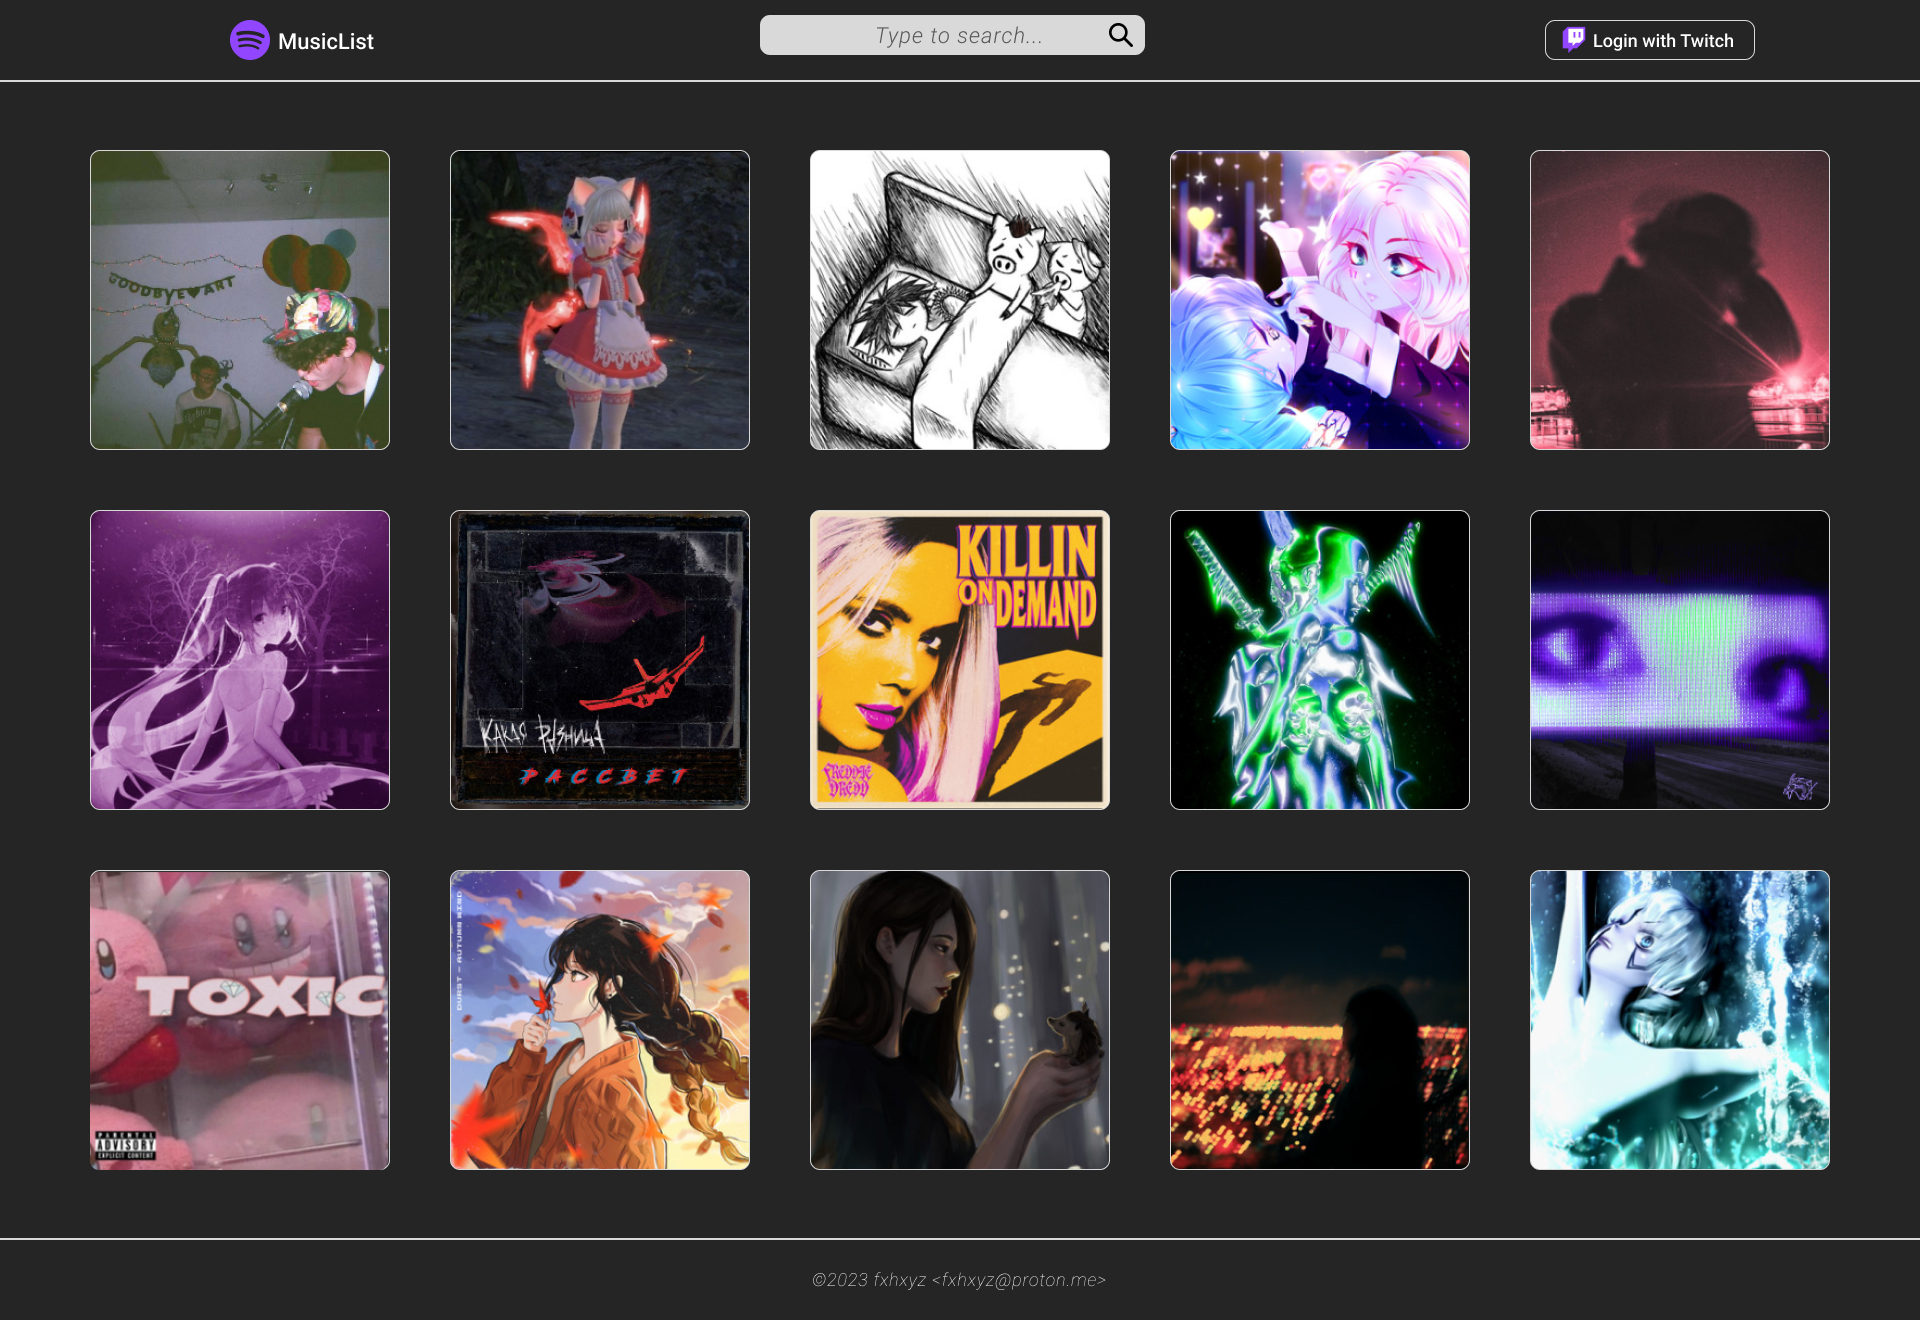 MusicList
Type to search...
Login with Twitch
GOODBYE♥ART
КАКАЯ РАЗНИЦА
РАССВЕТ
KILLIN
ON DEMAND
FREDDIE
DREDD
TOXIC
PARENTAL
ADVISORY
EXPLICIT CONTENT
DURST - AUTUMN WIND
©2023 fxhxyz <fxhxyz@proton.me>